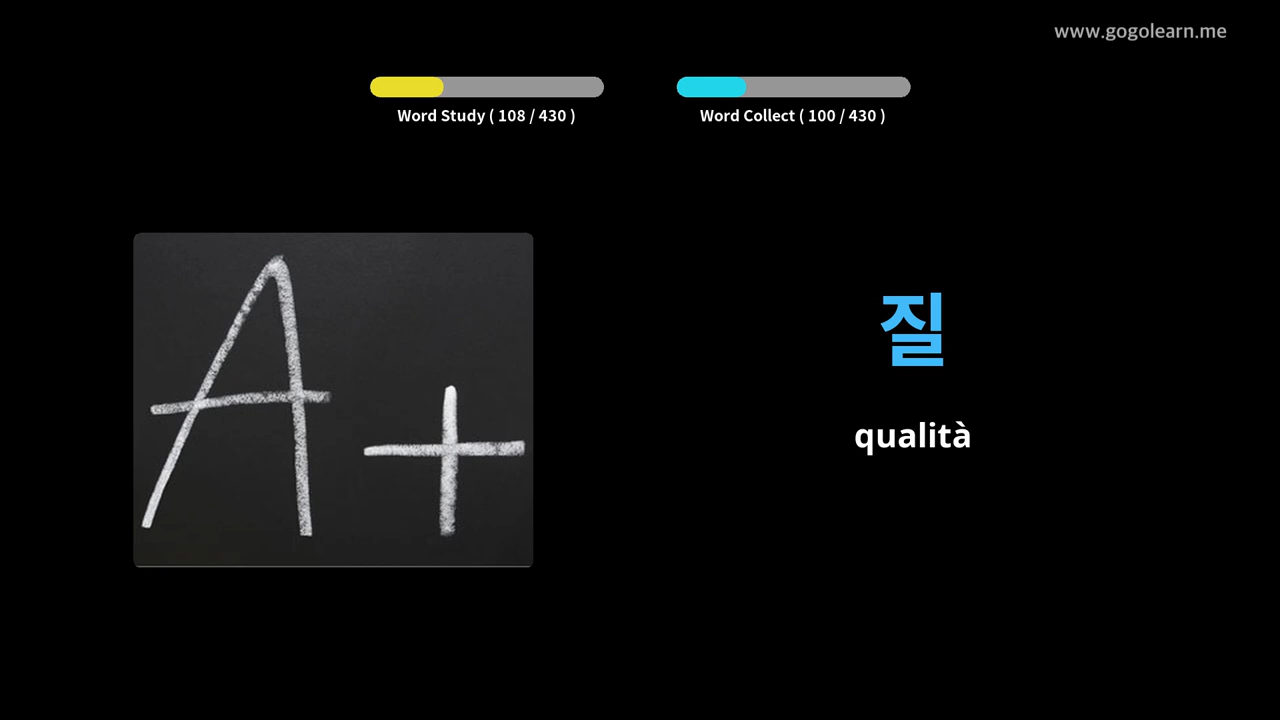 www.gogolearn.me
Word Study ( 108 / 430 )
Word Collect ( 100 / 430 )
A+
질
qualità